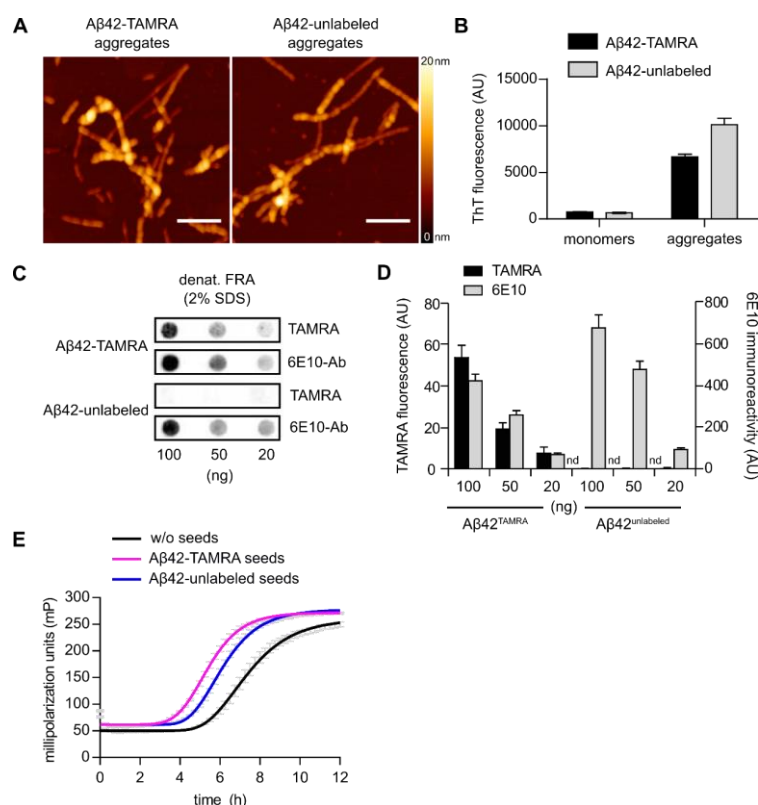 A
Aβ42-TAMRA
aggregates
Aβ42-unlabeled
aggregates
20 nm
0 nm
B
Aβ42-TAMRA
Aβ42-unlabeled
ThT fluorescence (AU)
15000
10000
5000
0
monomers
aggregates
C
denat. FRA
(2% SDS)
Aβ42-TAMRA
TAMRA
6E10-Ab
Aβ42-unlabeled
TAMRA
6E10-Ab
100
50
20
(ng)
D
TAMRA
6E10
TAMRA fluorescence (AU)
80
60
40
20
0
800
600
400
200
0
6E10 immunoreactivity
(AU)
nd
nd
nd
100
50
20
100
50
20
(ng)
Aβ42TAMRA
Aβ42unlabeled
E
w/o seeds
Aβ42-TAMRA seeds
Aβ42-unlabeled seeds
millipolarization units (mP)
300
250
200
150
100
50
0
0
2
4
6
8
10
12
time (h)